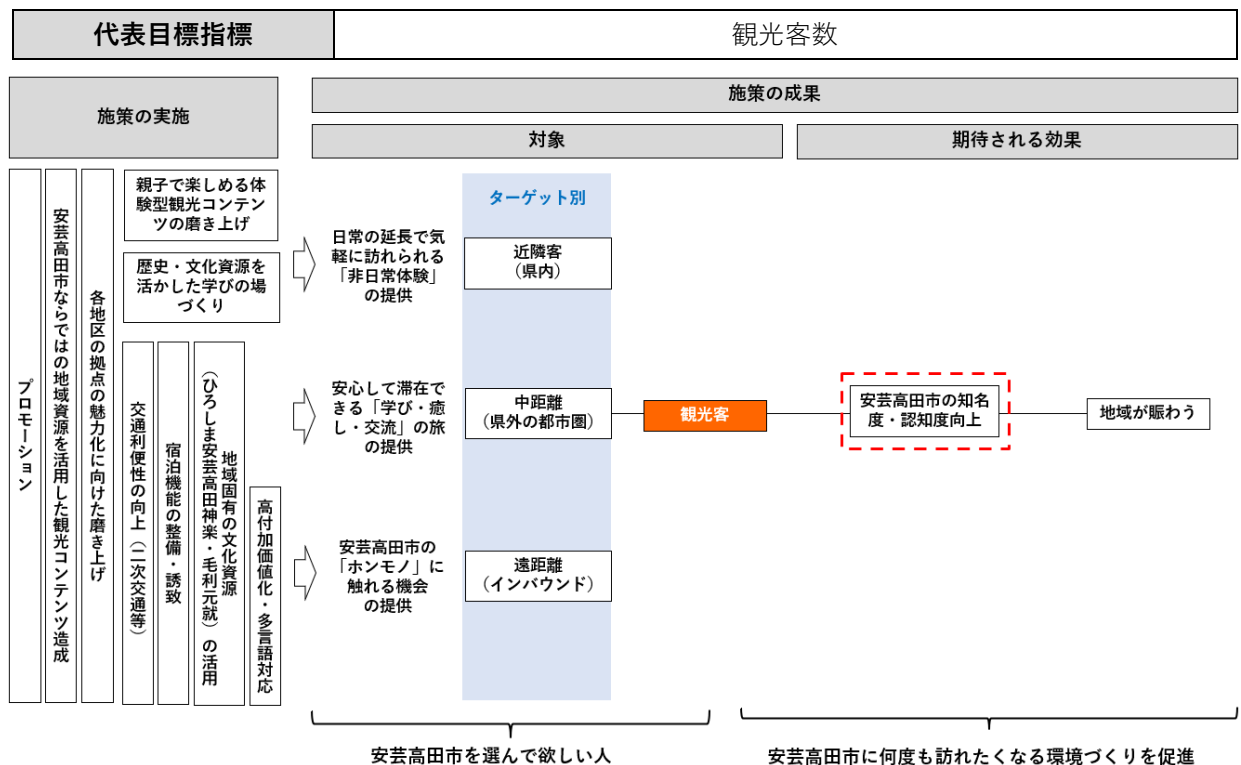 代表目標指標
観光客数
施策の実施
施策の成果
対象
期待される効果
プロモーション
安芸高田市ならではの地域資源を活用した観光コンテンツ造成
各地区の拠点の魅力化に向けた磨き上げ
親子で楽しめる体
験型観光コンテン
ツの磨き上げ
歴史・文化資源を
活かした学びの場
づくり
交通利便性の向上（二次交通等）
宿泊機能の整備・誘致
地域固有の文化資源
（ひろしま安芸高田神楽・毛利元就）の活用
高付加価値化・多言語対応
日常の延長で気
軽に訪れられる
「非日常体験」
の提供
安心して滞在で
きる「学び・癒
し・交流」の旅
の提供
安芸高田市の
「ホンモノ」に
触れる機会
の提供
ターゲット別
近隣客
（県内）
中距離
（県外の都市圏）
遠距離
（インバウンド）
観光客
安芸高田市の知名
度・認知度向上
地域が賑わう
安芸高田市を選んで欲しい人
安芸高田市に何度も訪れたくなる環境づくりを促進